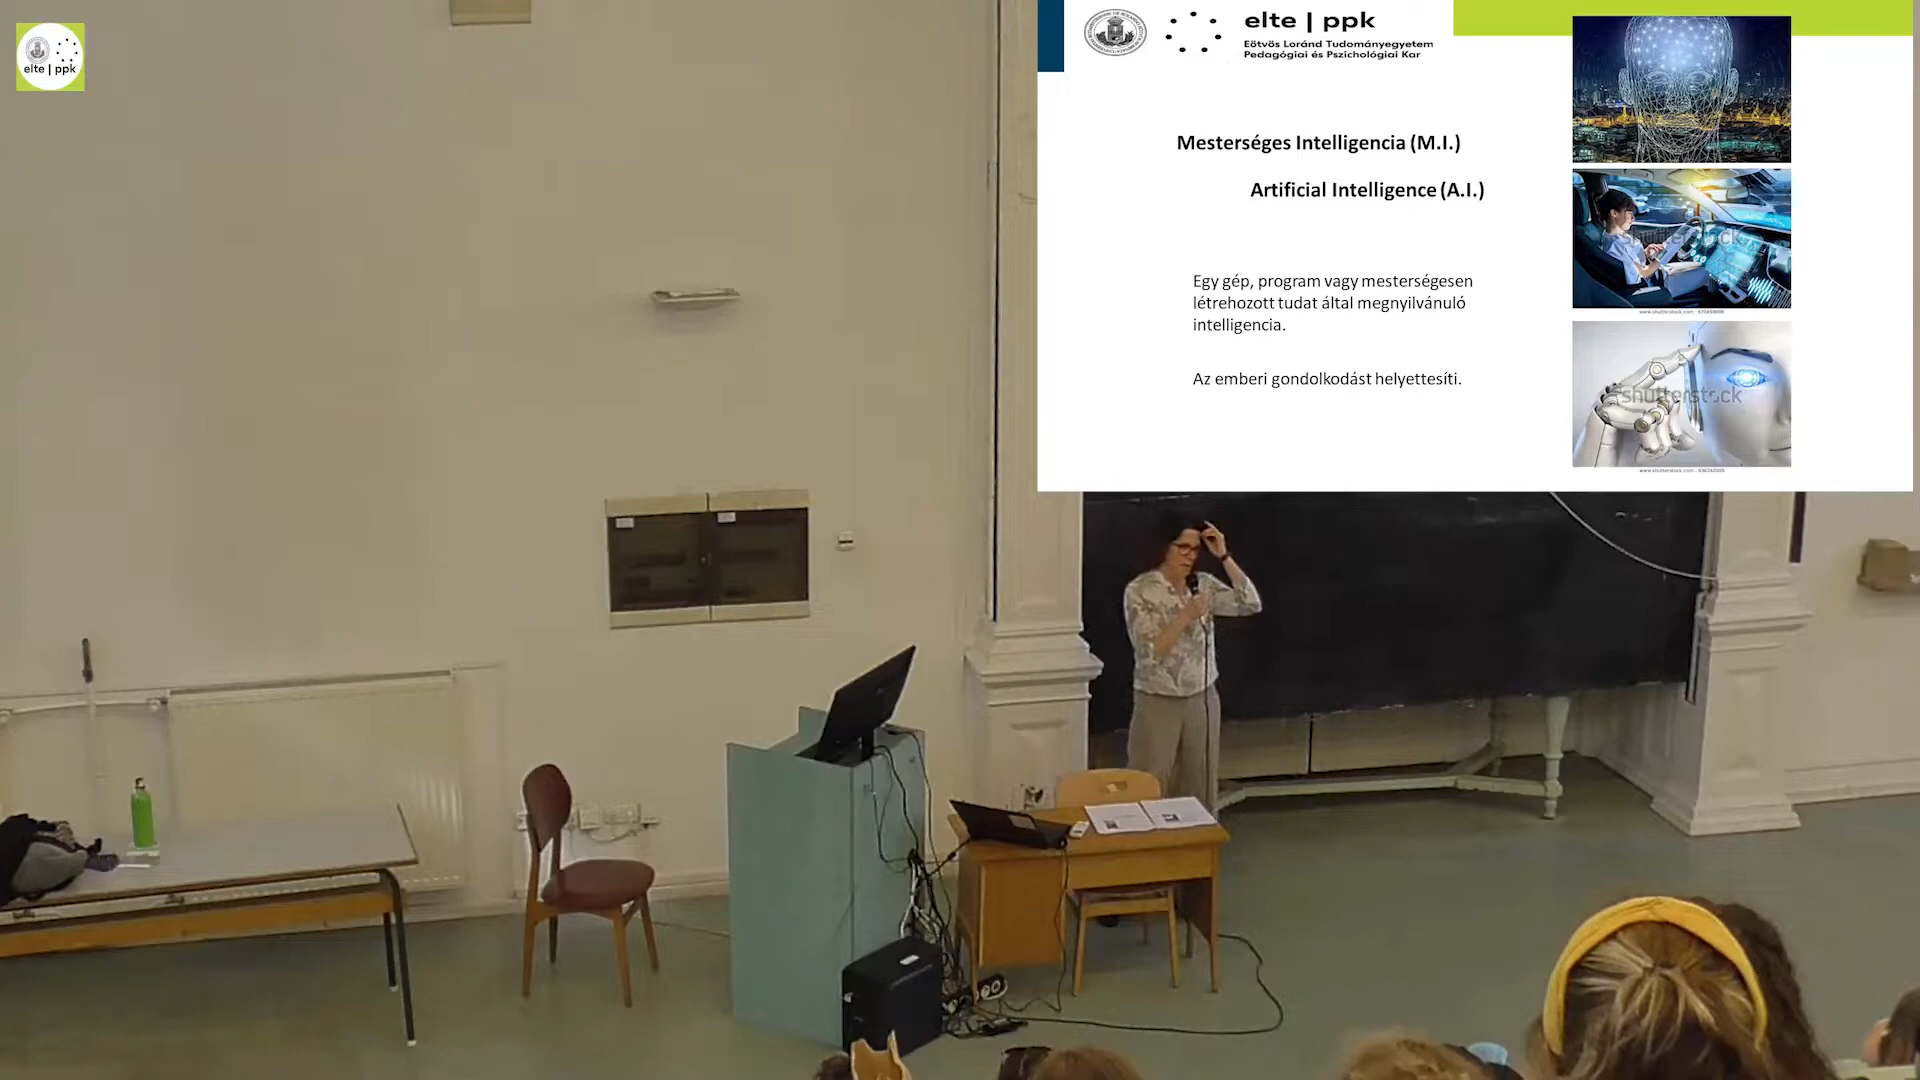 elte | ppk
elte | ppk
Eötvös Loránd Tudományegyetem
Pedagógiai és Pszichológiai Kar
Mesterséges Intelligencia (M.I.)
Artificial Intelligence (A.I.)
Egy gép, program vagy mesterségesen
létrehozott tudat által megnyilvánuló
intelligencia.
Az emberi gondolkodást helyettesíti.
shutterstock
shutterstock